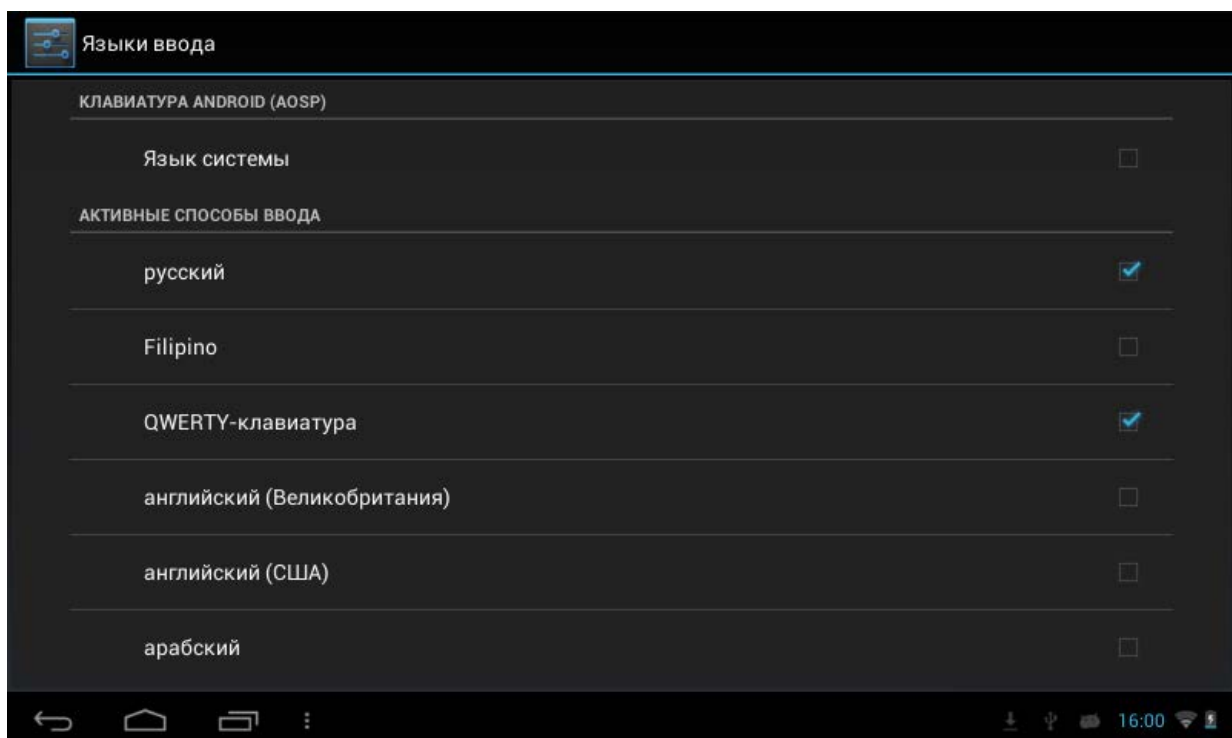 Языки ввода
КЛАВИАТУРА ANDROID (AOSP)
Язык системы
АКТИВНЫЕ СПОСОБЫ ВВОДА
русский
Filipino
QWERTY-клавиатура
английский (Великобритания)
английский (США)
арабский
16:00